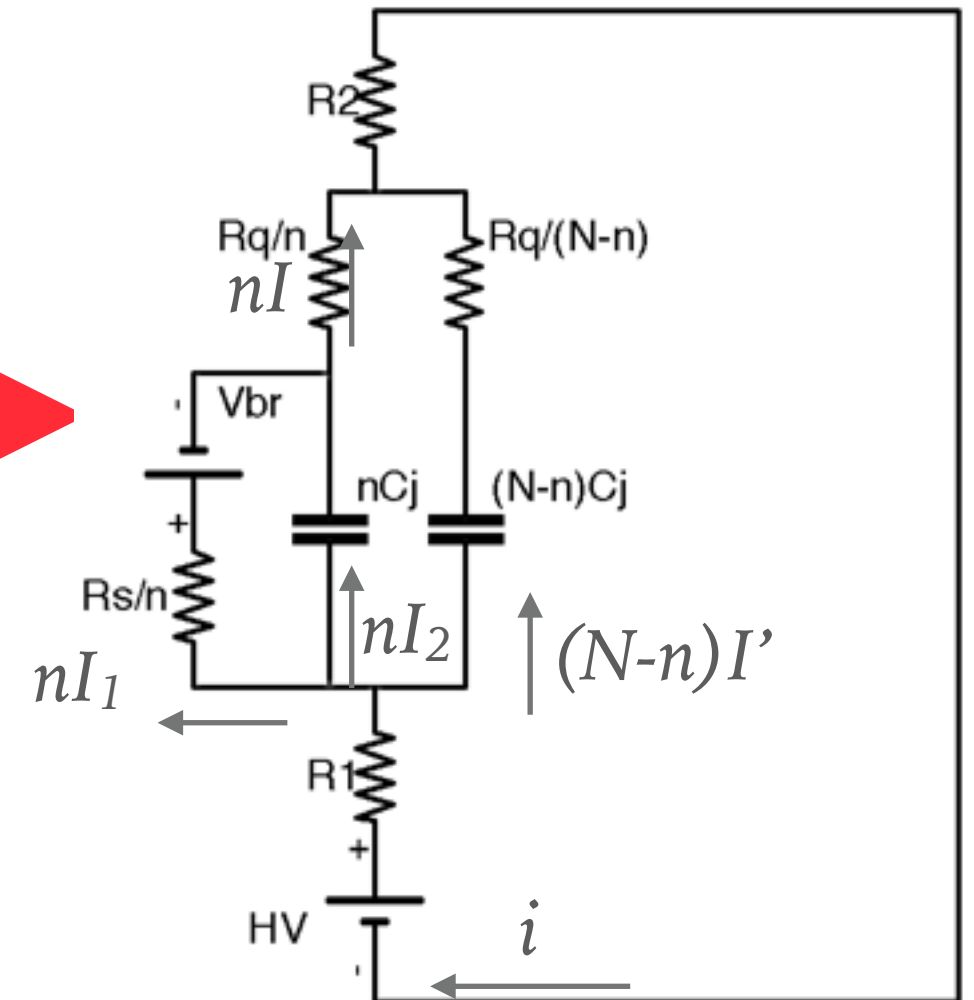 R2
Rq/n
Rq/(N-n)
nI
-
Vbr
nCj
(N-n)Cj
+
Rs/n
nI₂
(N-n)I’
nI₁
R1
+
HV
i
-